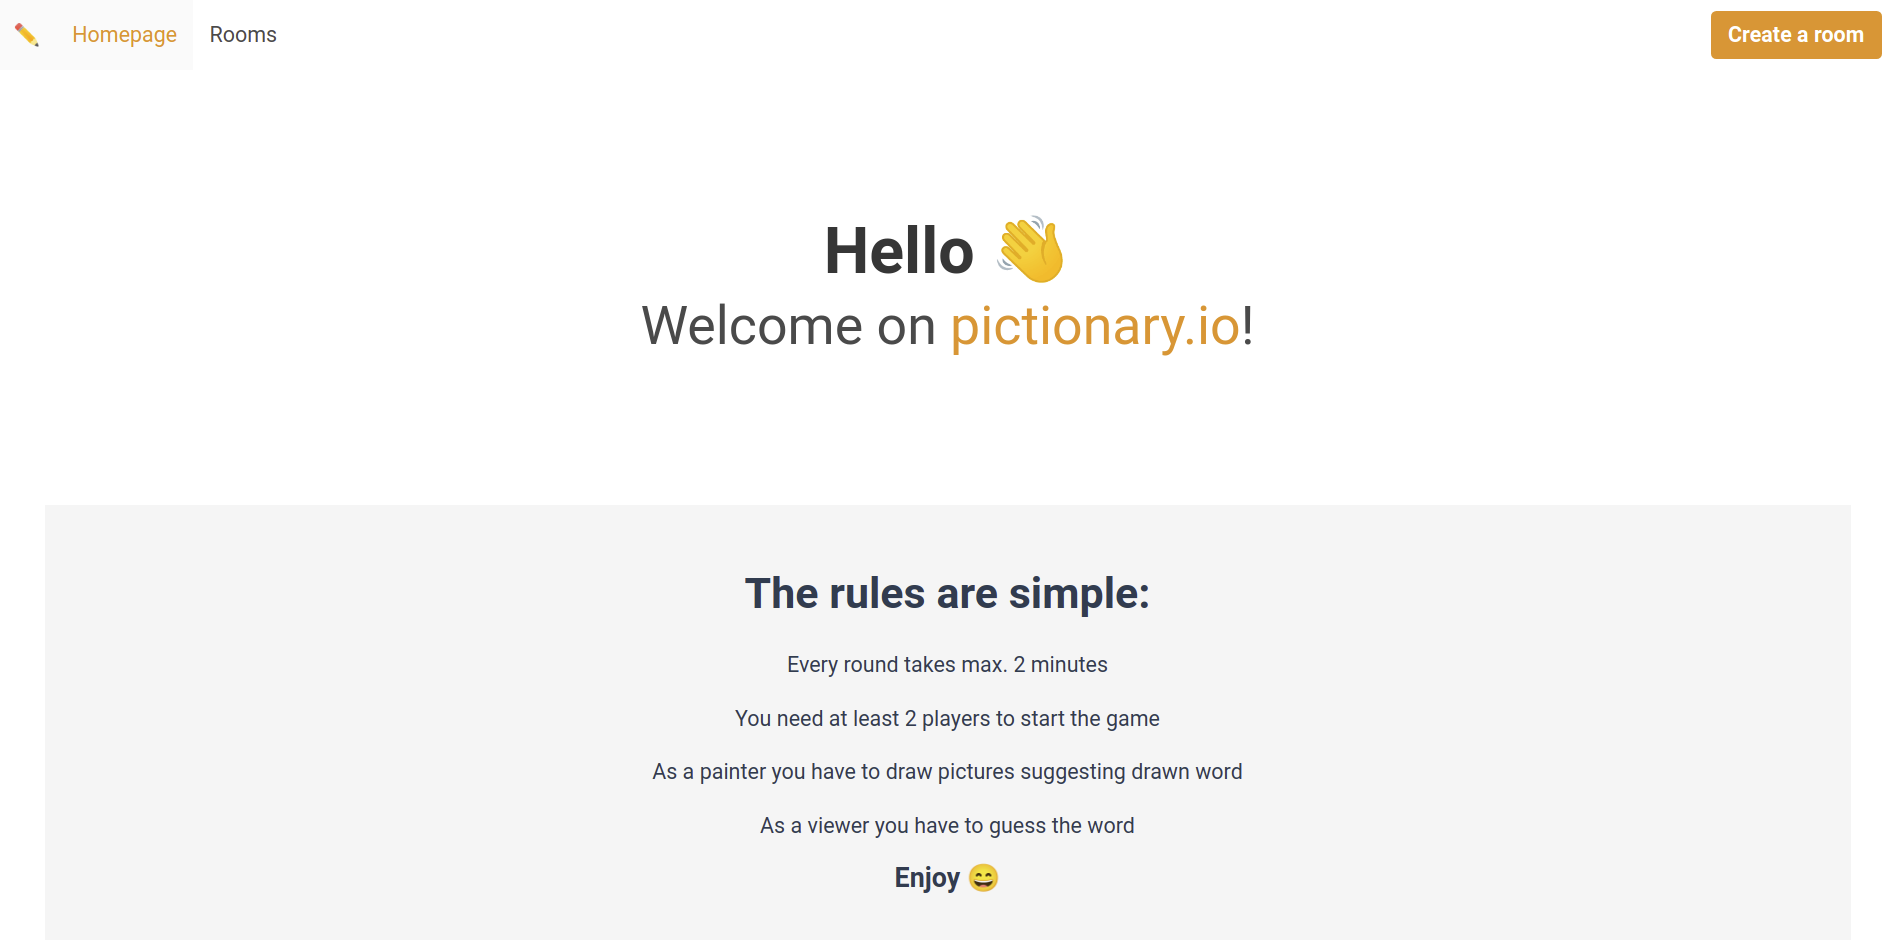 Homepage Rooms Create a room
Hello 👋
Welcome on pictionary.io!
The rules are simple:
Every round takes max. 2 minutes
You need at least 2 players to start the game
As a painter you have to draw pictures suggesting drawn word
As a viewer you have to guess the word
Enjoy 😄